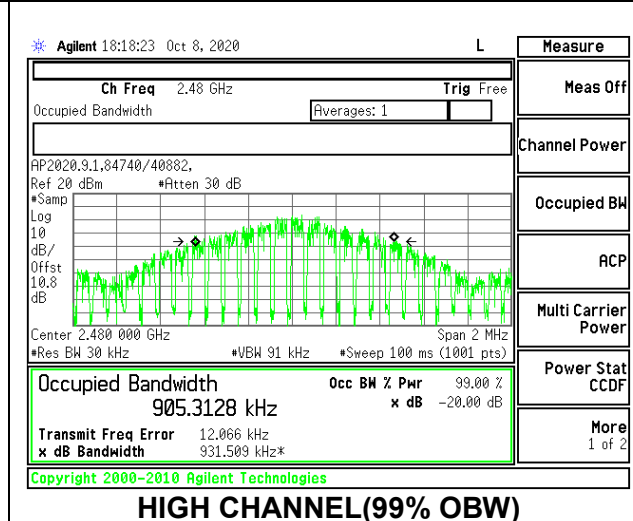 Agilent 18:18:23 Oct 8, 2020 L Measure
Ch Freq 2.48 GHz Trig Free
Meas Off
Occupied Bandwidth Averages: 1
Channel Power
AP2020.9.1,84740/40882,
Ref 20 dBm #Atten 30 dB
#Samp
Log
10
dB/
Offst
10.8
dB
Occupied BW
ACP
Center 2.480 000 GHz Span 2 MHz
#Res BW 30 kHz #VBW 91 kHz #Sweep 100 ms (1001 pts)
Multi Carrier
Power
Occupied Bandwidth Occ BW % Pwr 99.00 %
905.3128 kHz x dB -20.00 dB
Power Stat
CCDF
Transmit Freq Error 12.066 kHz
x dB Bandwidth 931.509 kHz*
More
1 of 2
Copyright 2000-2010 Agilent Technologies
HIGH CHANNEL(99% OBW)